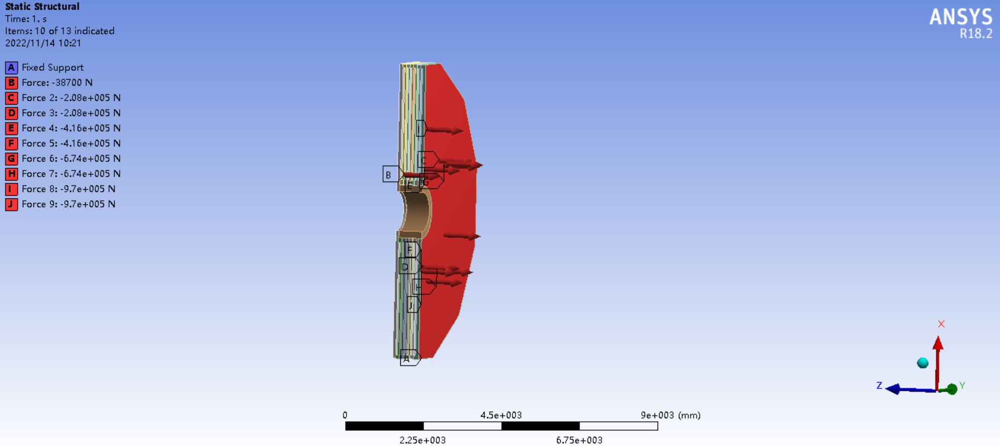 Static Structural
Time: 1. s
Items: 10 of 13 indicated
2022/11/14 10:21
A Fixed Support
B Force: -38700 N
C Force 2: -2.08e+005 N
D Force 3: -2.08e+005 N
E Force 4: -4.16e+005 N
F Force 5: -4.16e+005 N
G Force 6: -6.74e+005 N
H Force 7: -6.74e+005 N
I Force 8: -9.7e+005 N
J Force 9: -9.7e+005 N
ANSYS
R18.2
C
B
E
G
F
D
J
A
X
Z
Y
0
4.5e+003
9e+003 (mm)
2.25e+003
6.75e+003